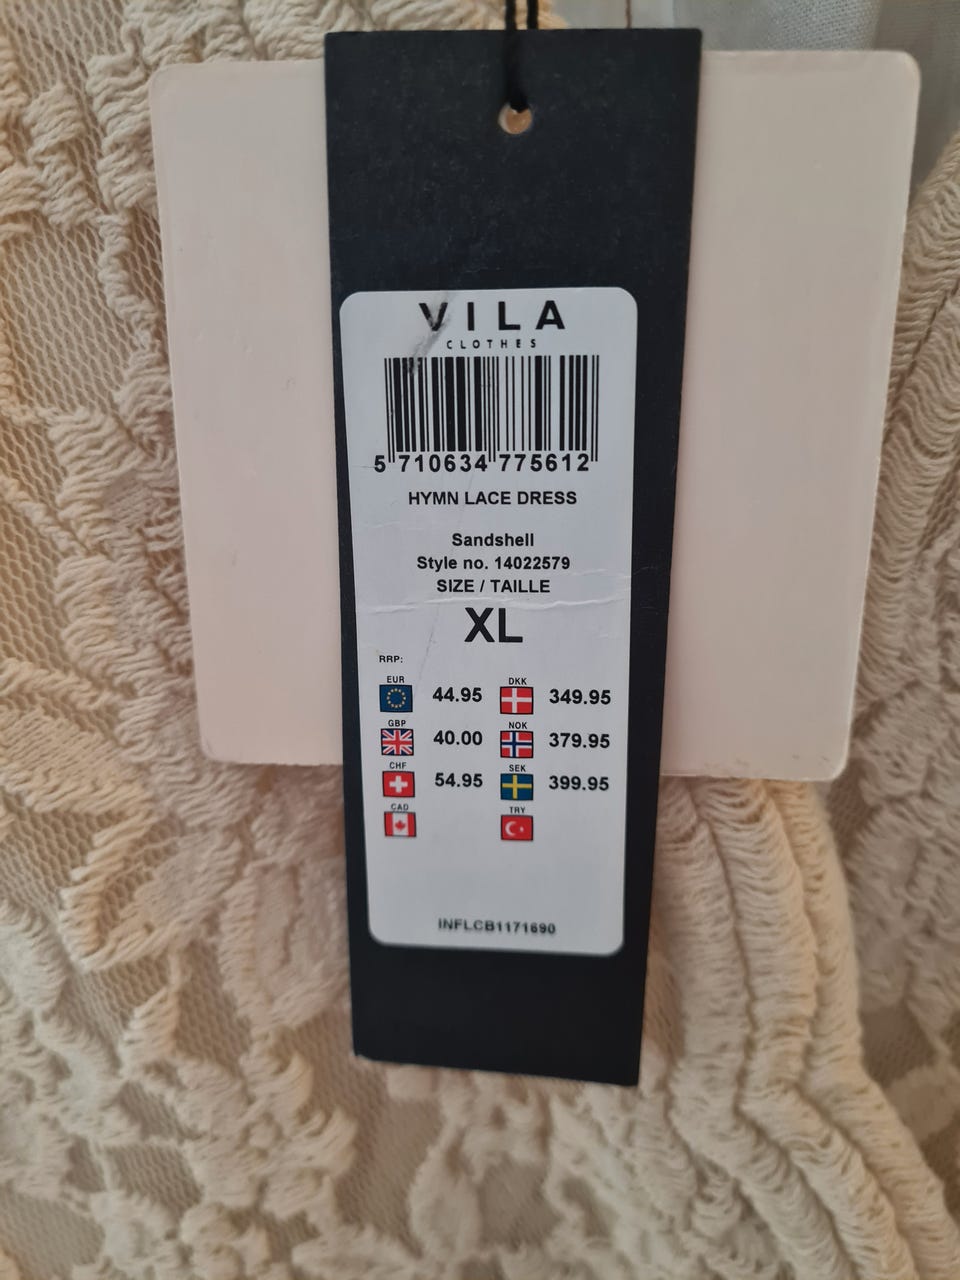 VILA
CLOTHES
5 710634 775612
HYMN LACE DRESS
Sandshell
Style no. 14022579
SIZE / TAILLE
XL
RRP:
EUR 44.95 DKK 349.95
GBP 40.00 NOK 379.95
CHF 54.95 SEK 399.95
CAD TRY
INFLCB1171690